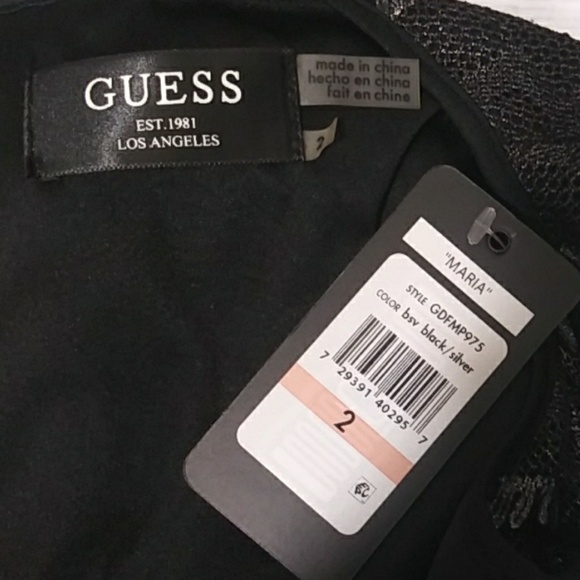 GUESS
EST.1981
LOS ANGELES
made in china
hecho en china
fait en chine
2
"MARIA"
STYLE GDFMP975
COLOR bsv black/silver
7 29391 40295 7
2